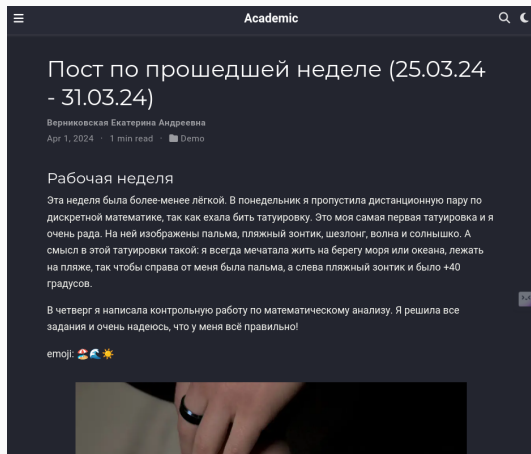 Academic
Пост по прошедшей неделе (25.03.24
- 31.03.24)
Верниковская Екатерина Андреевна
Apr 1, 2024 · 1 min read · Demo
Рабочая неделя
Эта неделя была более-менее лёгкой. В понедельник я пропустила дистанционную пару по
дискретной математике, так как ехала бить татуировку. Это моя самая первая татуировка и я
очень рада. На ней изображены пальма, пляжный зонтик, шезлонг, волна и солнышко. А
смысл в этой татуировки такой: я всегда мечатала жить на берегу моря или океана, лежать
на пляже, так чтобы справа от меня была пальма, а слева пляжный зонтик и было +40
градусов.
В четверг я написала контрольную работу по математическому анализу. Я решила все
задания и очень надеюсь, что у меня всё правильно!
emoji: 🏖️🌊☀️